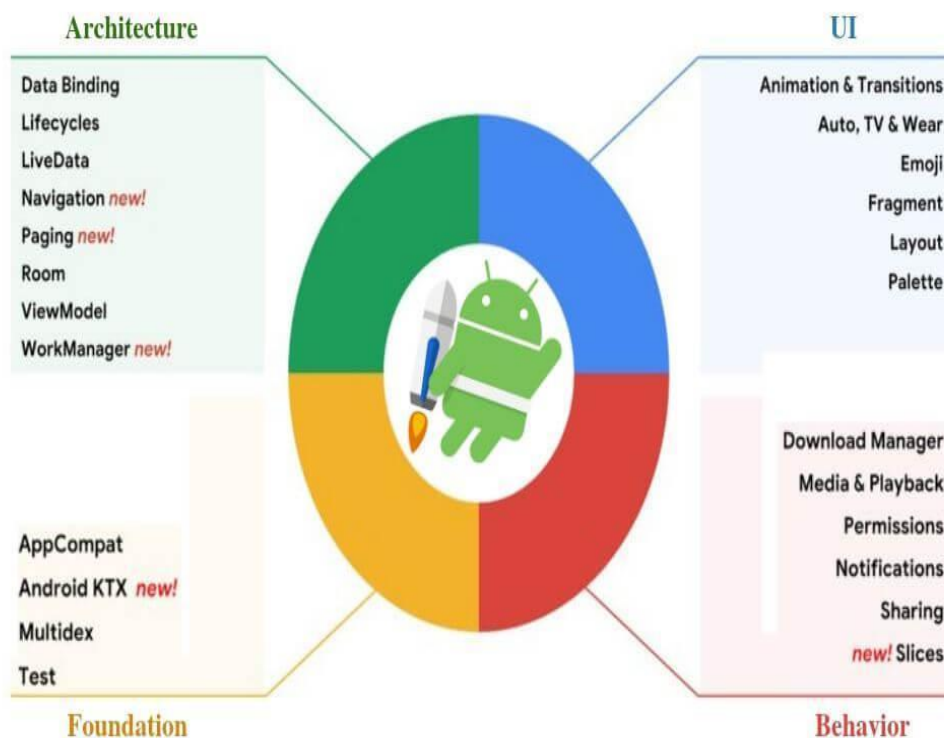 Architecture
Data Binding
Lifecycles
LiveData
Navigation new!
Paging new!
Room
ViewModel
WorkManager new!
UI
Animation & Transitions
Auto, TV & Wear
Emoji
Fragment
Layout
Palette
AppCompat
Android KTX new!
Multidex
Test
Foundation
Download Manager
Media & Playback
Permissions
Notifications
Sharing
new! Slices
Behavior